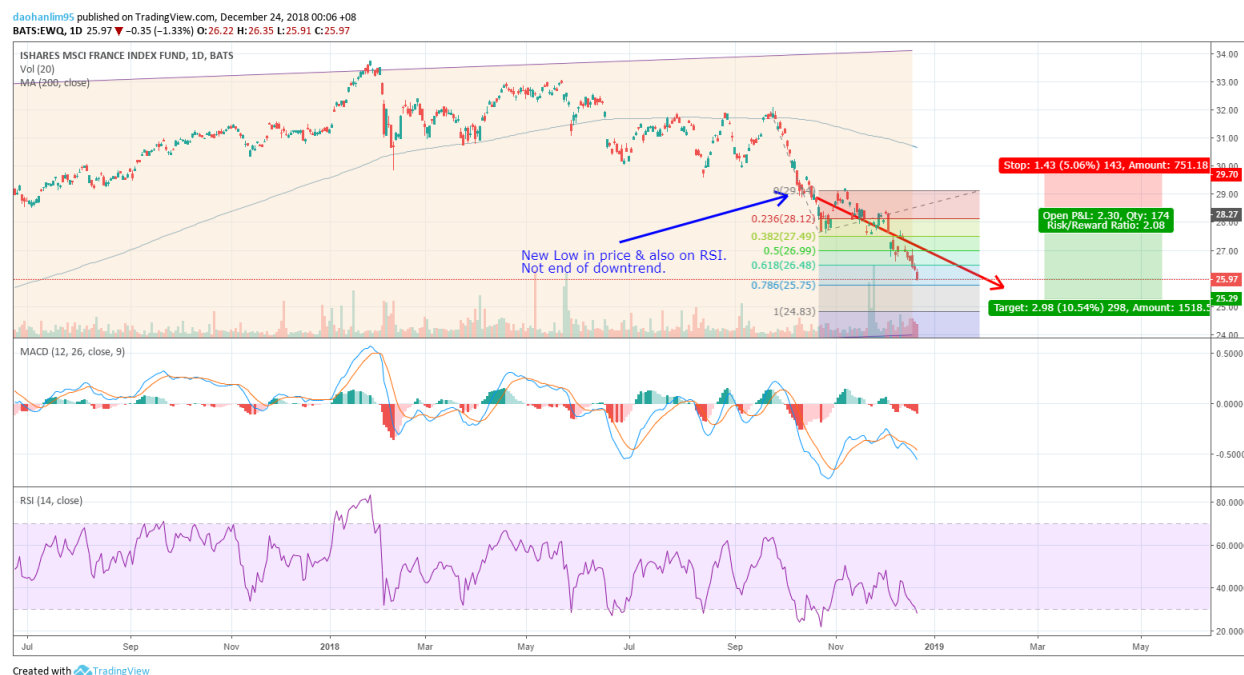 daohanlim95 published on TradingView.com, December 24, 2018 00:06 +08
BATS:EWQ, 1D 25.97 ▼ −0.35 (−1.33%) O:26.22 H:26.35 L:25.91 C:25.97
ISHARES MSCI FRANCE INDEX FUND, 1D, BATS
Vol (20)
MA (200, close)
34.00
33.00
32.00
31.00
30.00
Stop: 1.43 (5.06%) 143, Amount: 751.18
29.70
29.00
28.27
28.00
Open P&L: 2.30, Qty: 174
Risk/Reward Ratio: 2.08
0.236(28.12)
0.382(27.49)
0.5(26.99)
27.00
New Low in price & also on RSI.
Not end of downtrend.
0.618(26.48)
25.97
0.786(25.75)
25.29
Target: 2.98 (10.54%) 298, Amount: 1518.5
1(24.83)
24.00
MACD (12, 26, close, 9)
0.5000
0.0000
-0.5000
RSI (14, close)
80.0000
60.0000
40.0000
20.0000
Jul Sep Nov 2018 Mar May Jul Sep Nov 2019 Mar May
Created with TradingView